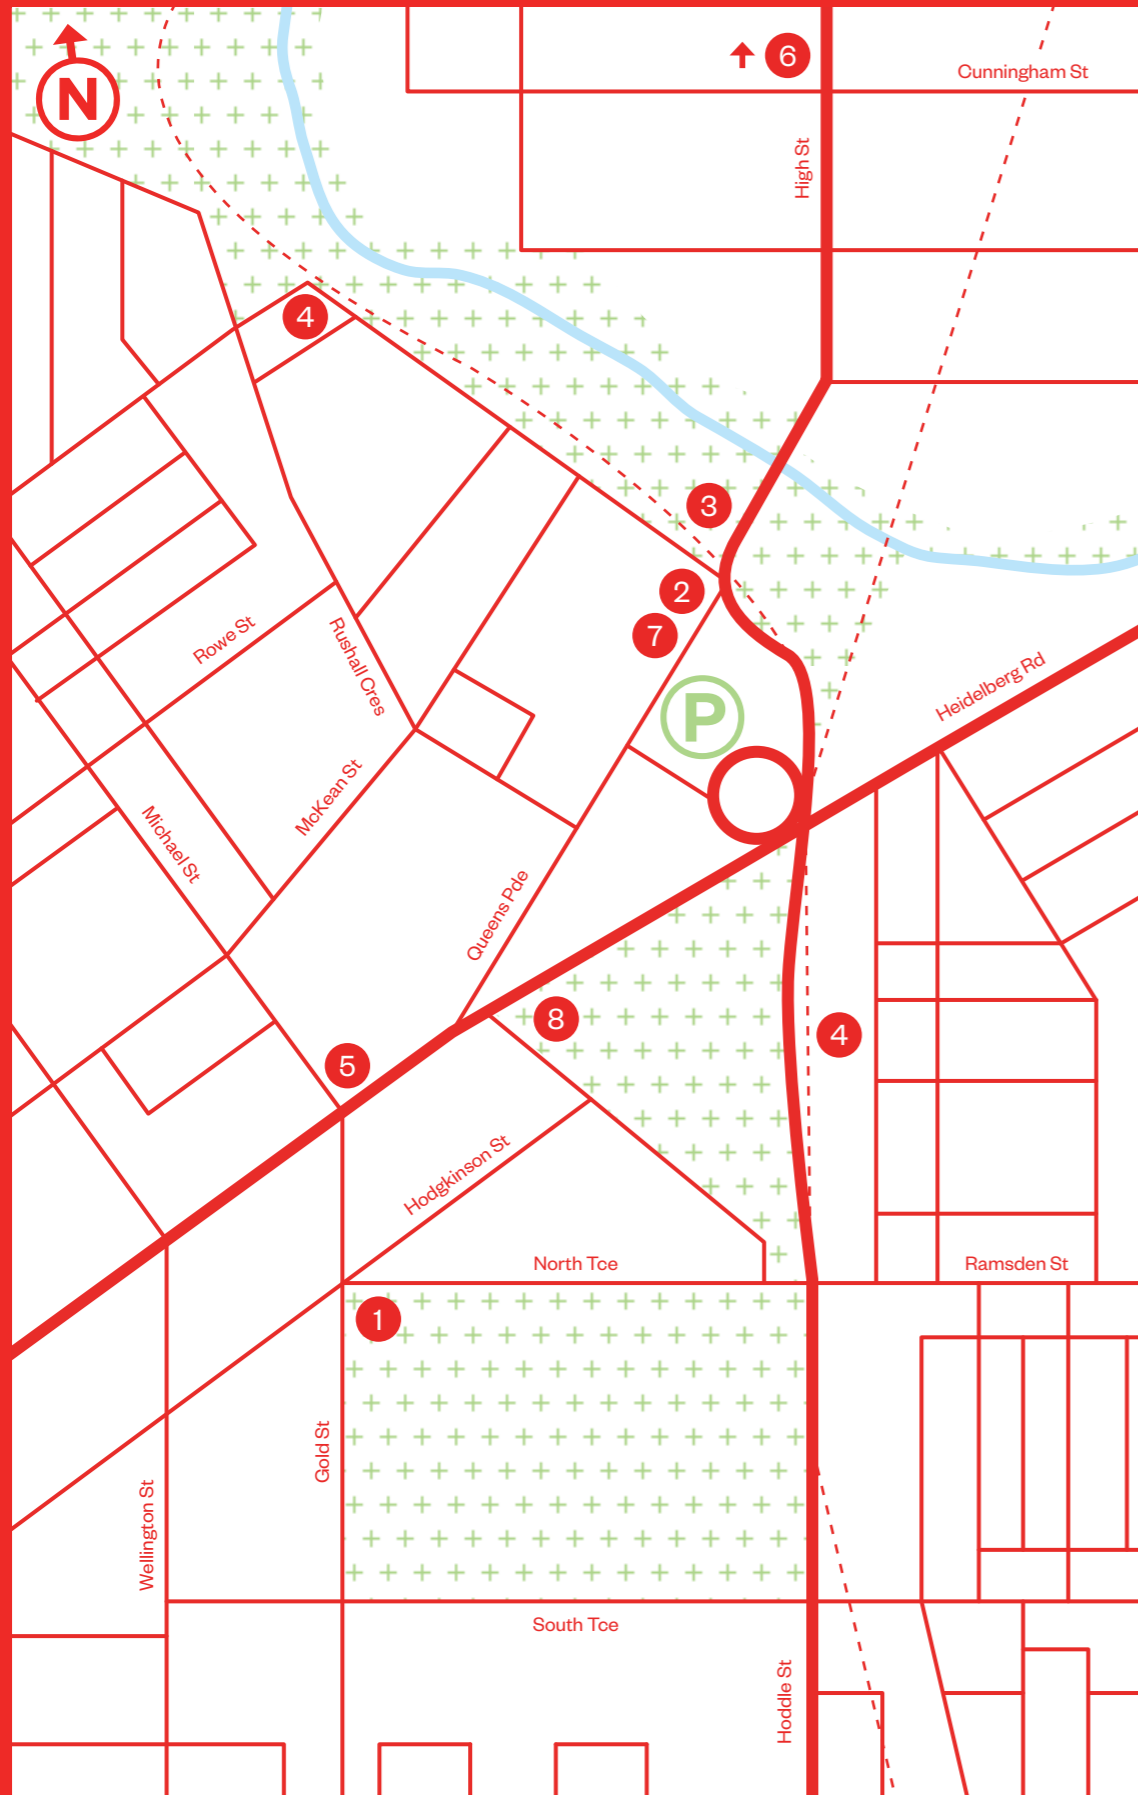 6
Cunningham St
N
High St
4
3
2
7
Rowe St
Rushall Cres
Heidelberg Rd
P
McKean St
Michael St
Queens Pde
8
4
5
Hodgkinson St
North Tce
Ramsden St
1
Gold St
Wellington St
South Tce
Hoddle St